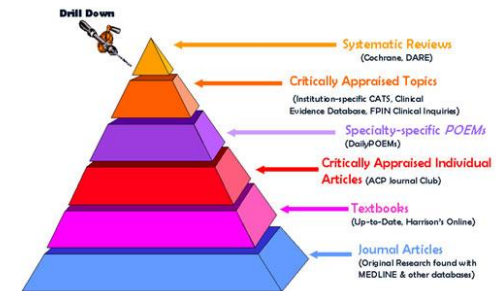 Drill Down
Systematic Reviews
(Cochrane, DARE)
Critically Appraised Topics
(Institution-specific CATS, Clinical
Evidence Database, FPIN Clinical Inquiries)
Specialty-specific POEMs
(DailyPOEMs)
Critically Appraised Individual
Articles (ACP Journal Club)
Textbooks
(Up-to-Date, Harrison's Online)
Journal Articles
(Original Research found with
MEDLINE & other databases)